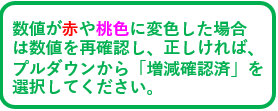 数値が赤や桃色に変色した場合
は数値を再確認し、正しければ、
プルダウンから「増減確認済」を
選択してください。